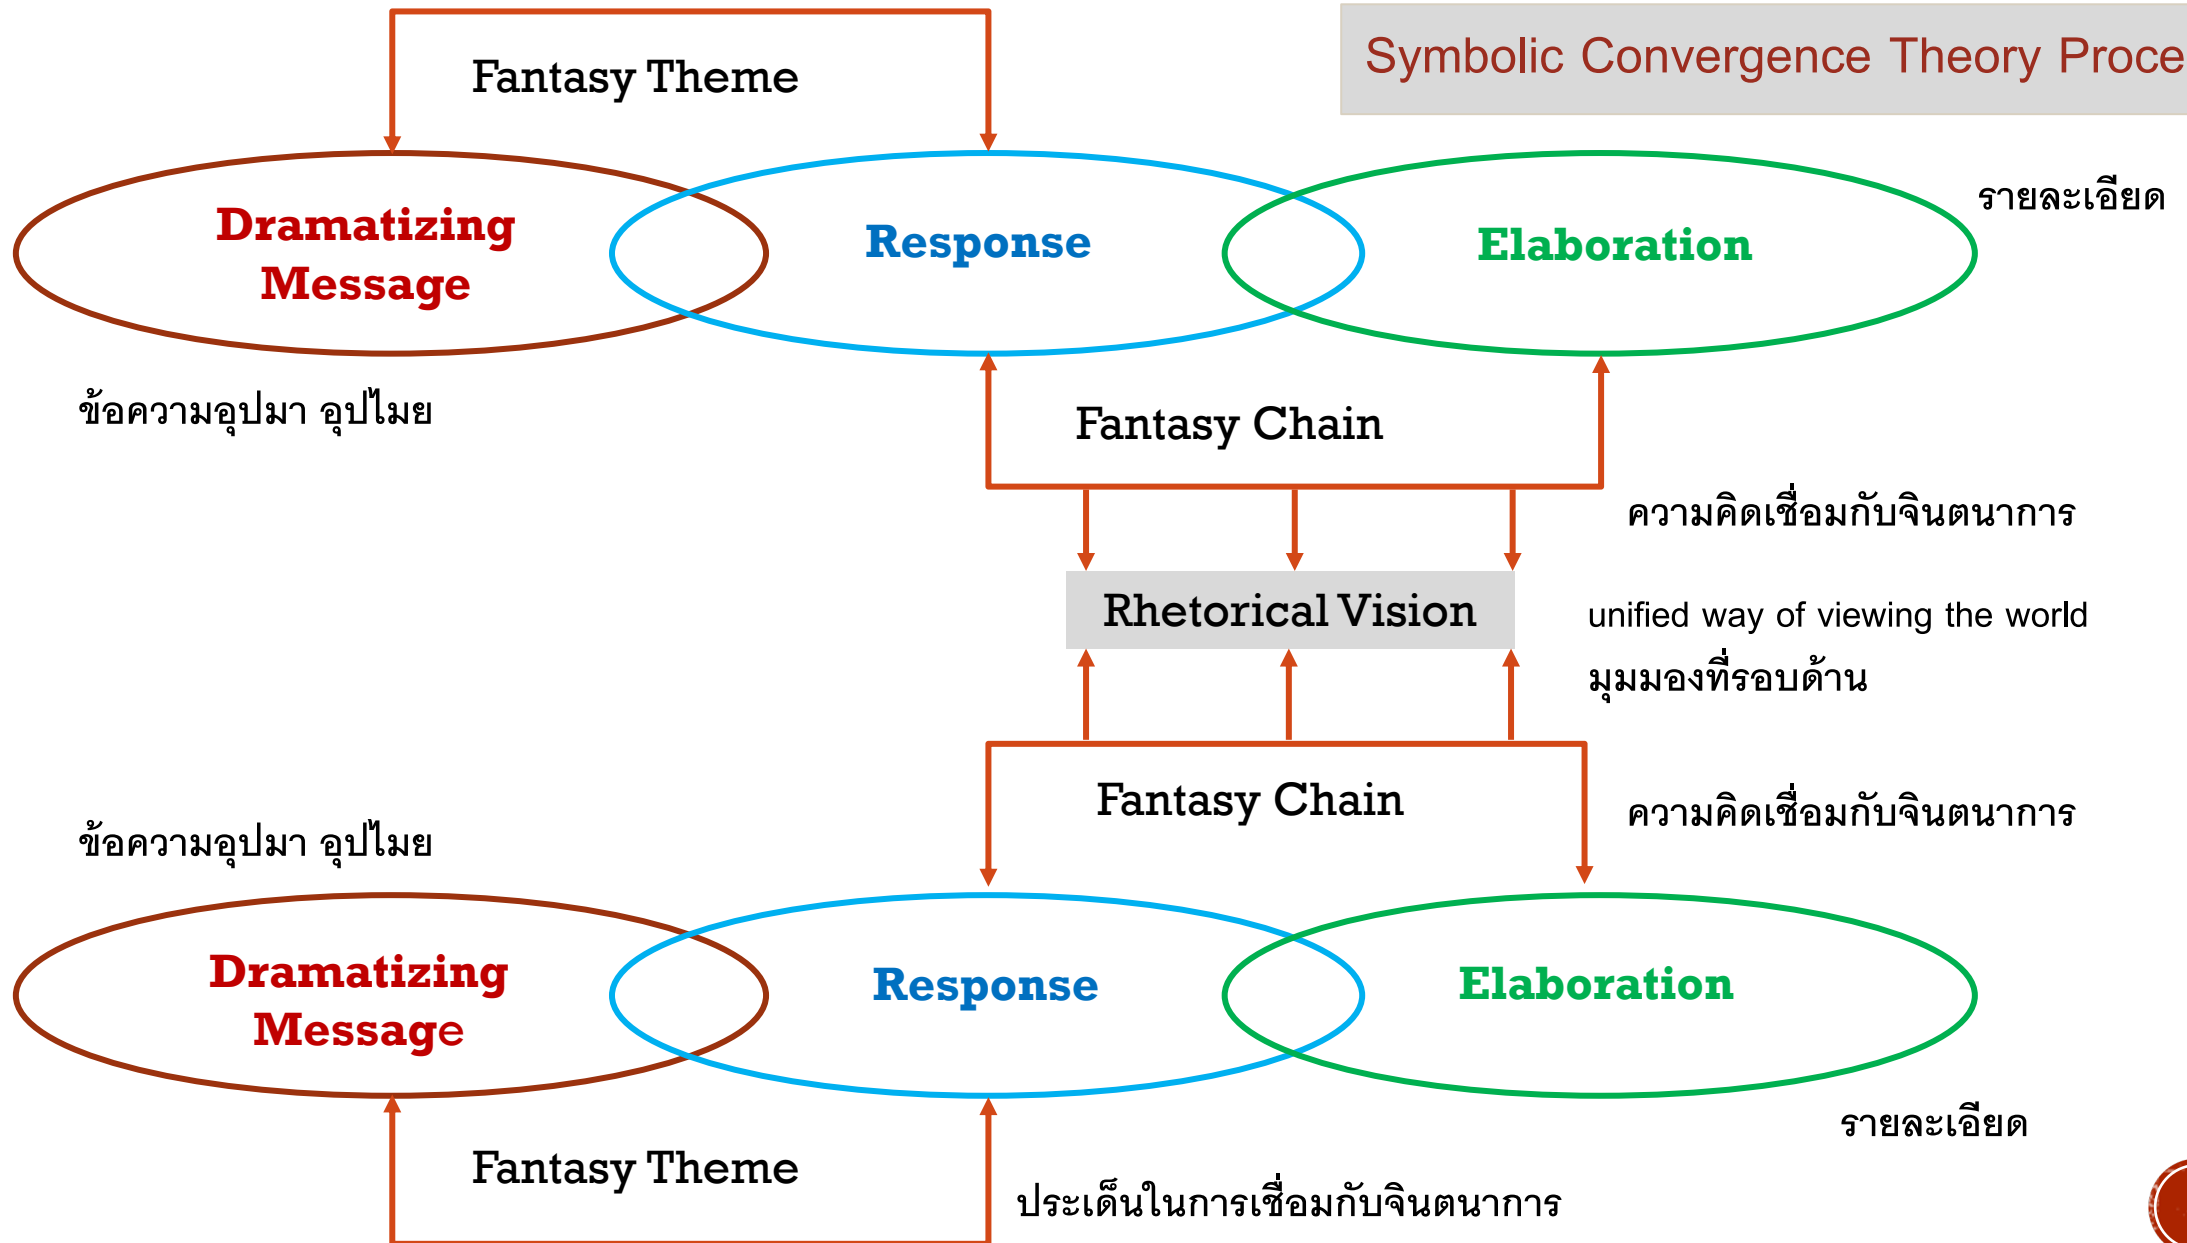 Symbolic Convergence Theory Proce
Fantasy Theme
Dramatizing
Message
Response
Elaboration
รายละเอียด
ข้อความอุปมา อุปไมย
Fantasy Chain
ความคิดเชื่อมกับจินตนาการ
Rhetorical Vision
unified way of viewing the world
มุมมองที่รอบด้าน
Fantasy Chain
ความคิดเชื่อมกับจินตนาการ
ข้อความอุปมา อุปไมย
Dramatizing
Message
Response
Elaboration
รายละเอียด
Fantasy Theme
ประเด็นในการเชื่อมกับจินตนาการ